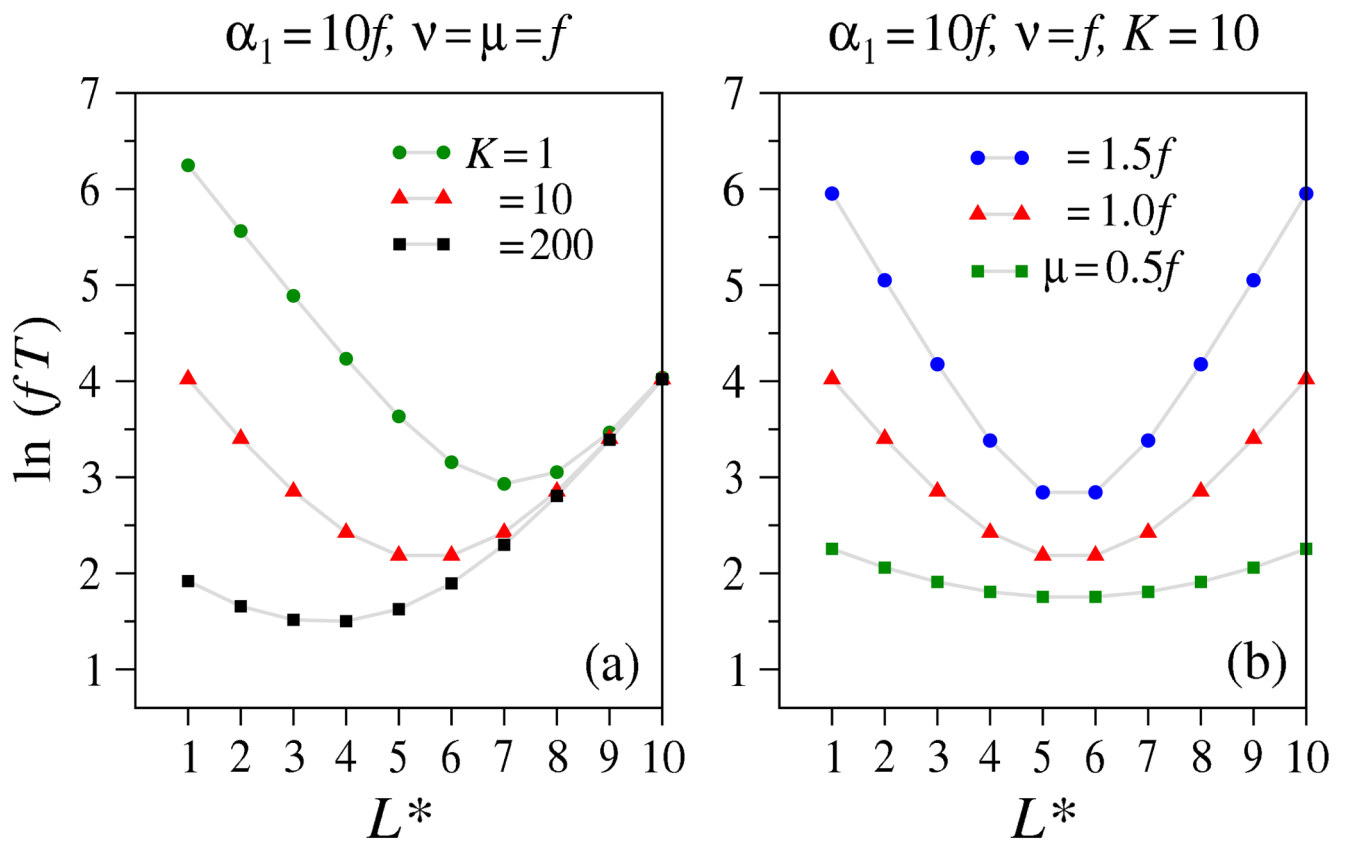 α₁ = 10f, ν = μ = f
α₁ = 10f, ν = f, K = 10
7
6
5
4
3
2
1
ln (fT)
K = 1
= 10
= 200
(a)
1 2 3 4 5 6 7 8 9 10
L*
7
6
5
4
3
2
1
= 1.5f
= 1.0f
μ = 0.5f
(b)
1 2 3 4 5 6 7 8 9 10
L*